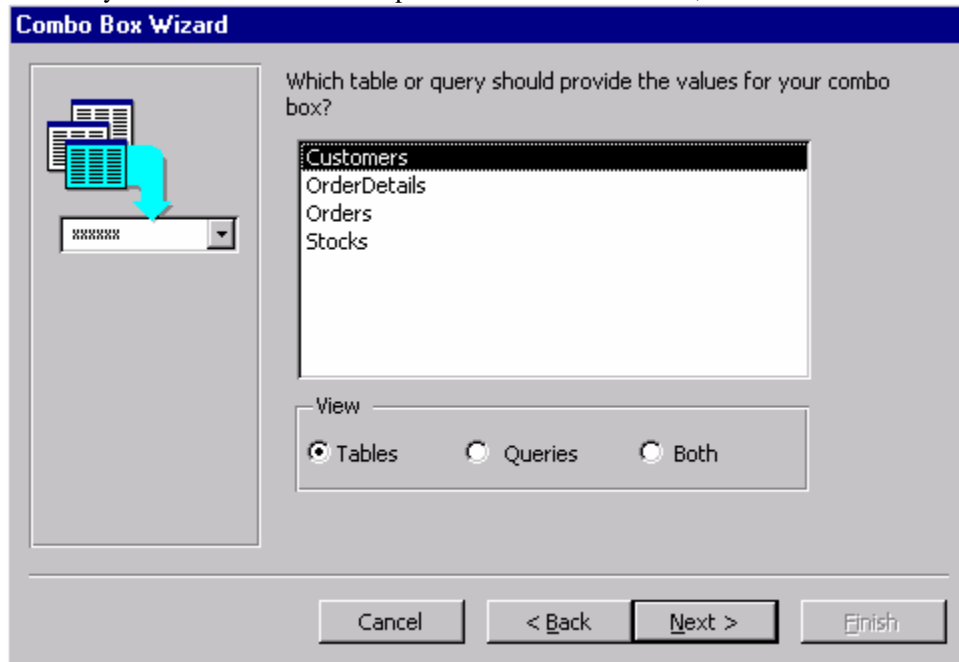 Combo Box Wizard
Which table or query should provide the values for your combo
box?
Customers
OrderDetails
Orders
Stocks
xxxxxx
View
Tables
Queries
Both
Cancel
< Back
Next >
Finish